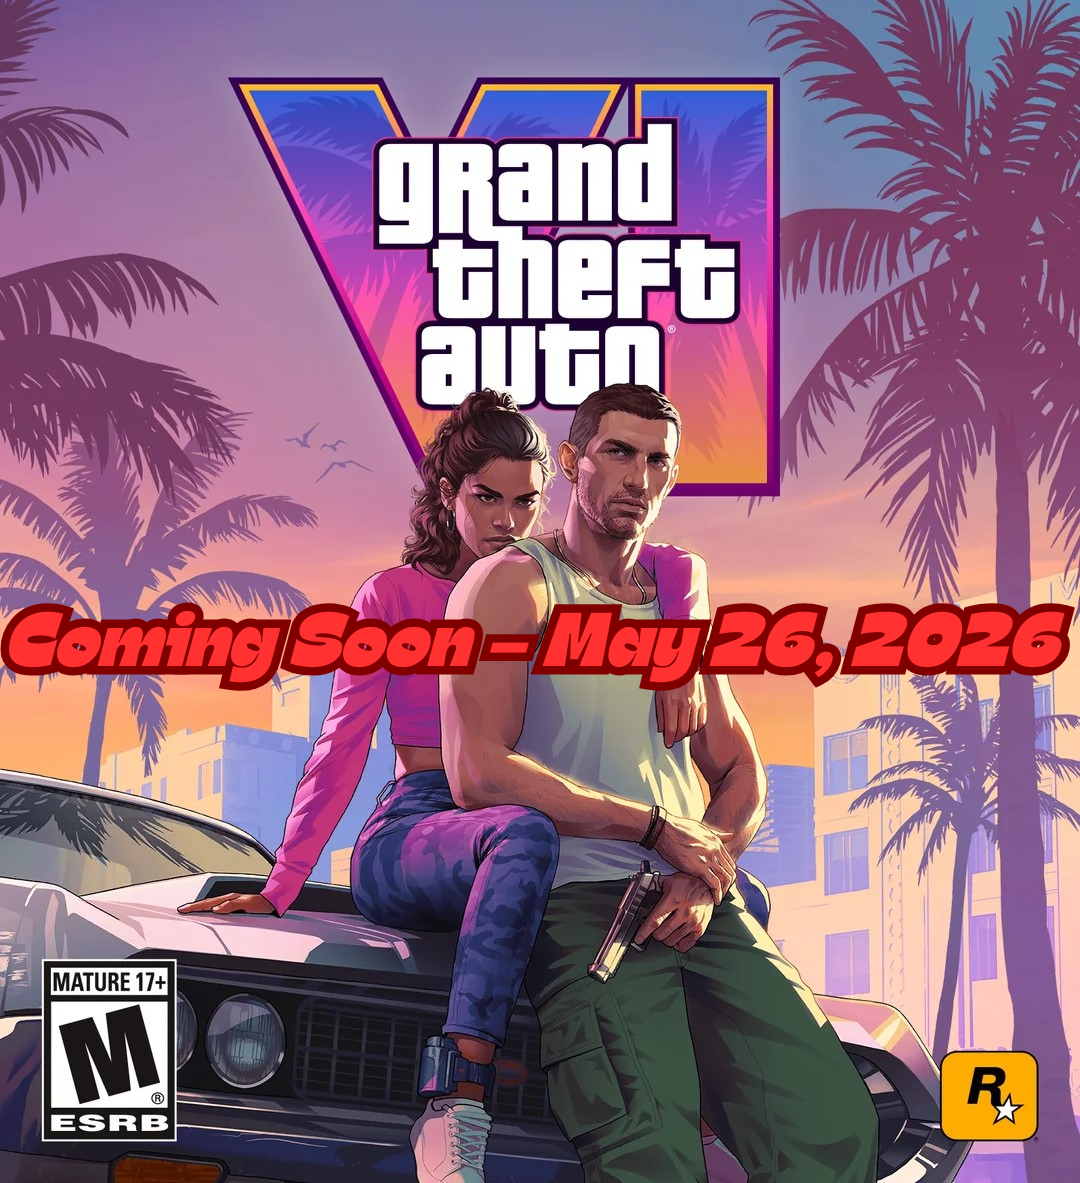 VI
grand
theft
auto®
Coming Soon – May 26, 2026
MATURE 17+
M®
ESRB
R